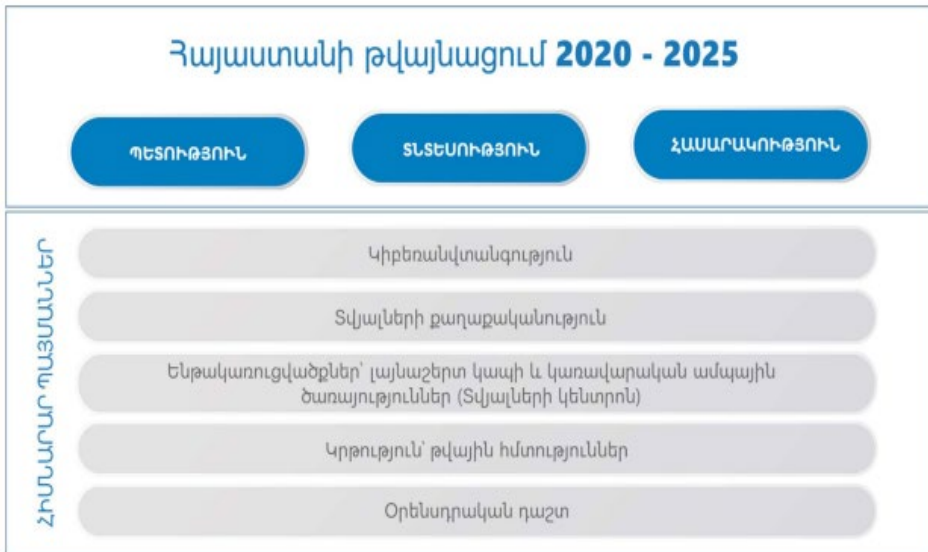 Հայաստանի թվայնացում 2020 - 2025
ՊԵՏՈՒԹՅՈՒՆ
ՏՆՏԵՍՈՒԹՅՈՒՆ
ՀԱՍԱՐԱԿՈՒԹՅՈՒՆ
ՀԻՄՆԱՐԱՐ ՊԱՅՄԱՆՆԵՐ
Կիբեռանվտանգություն
Տվյալների քաղաքականություն
Ենթակառուցվածքներ՝ լայնաշերտ կապի և կառավարական ամպային
ծառայություններ (Տվյալների կենտրոն)
Կրթություն՝ թվային հմտություններ
Օրենսդրական դաշտ